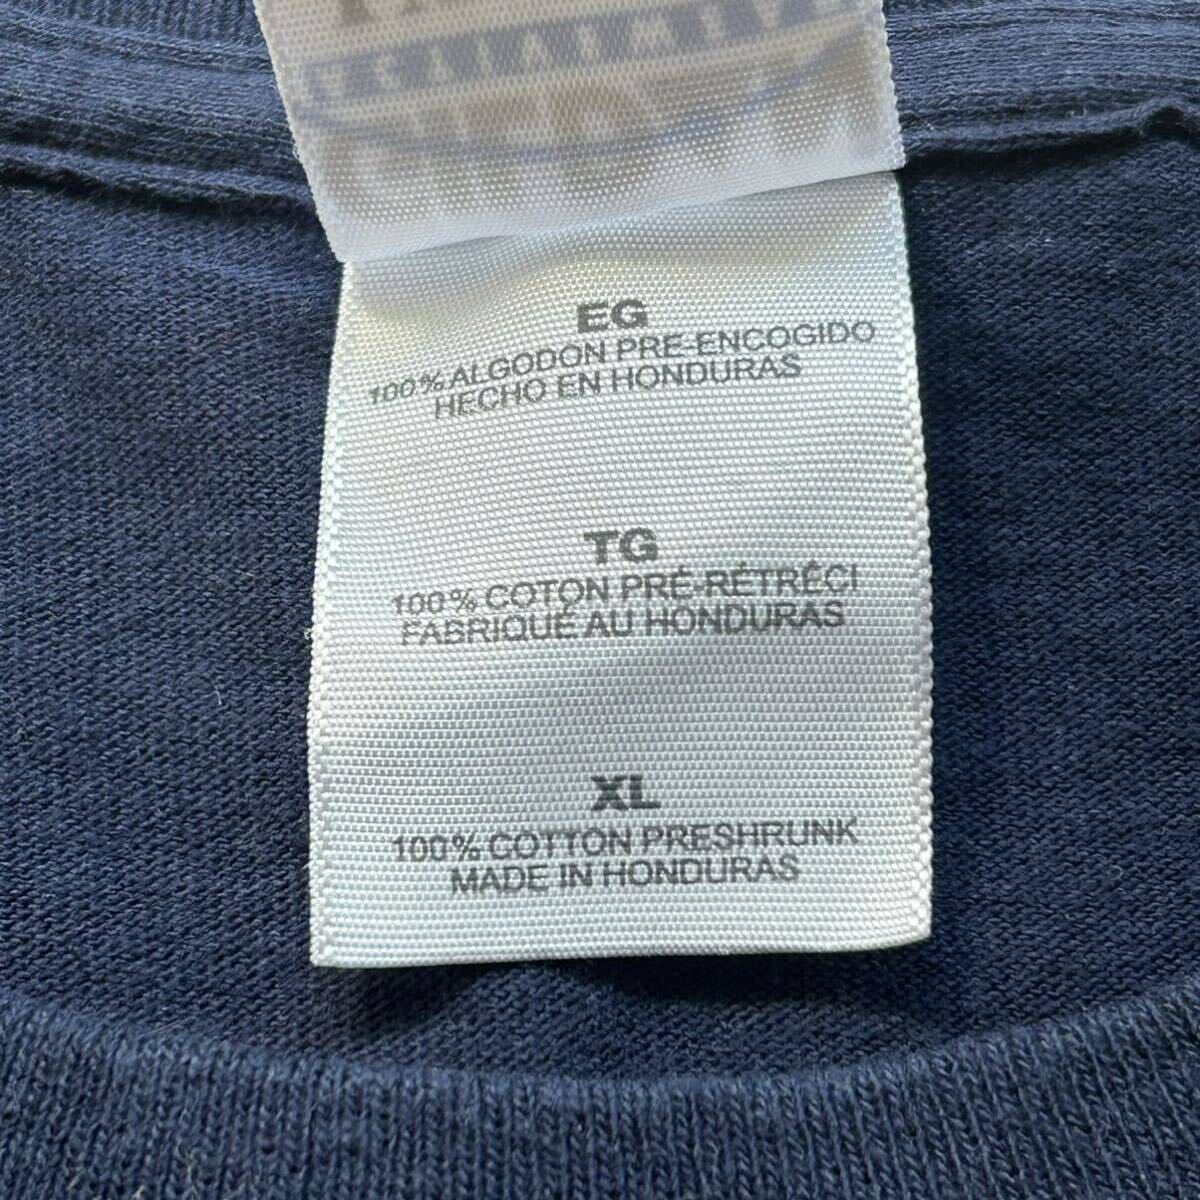 EG
100% ALGODON PRE-ENCOGIDO
HECHO EN HONDURAS
TG
100% COTON PRÉ-RÉTRÉCI
FABRIQUÉ AU HONDURAS
XL
100% COTTON PRESHRUNK
MADE IN HONDURAS